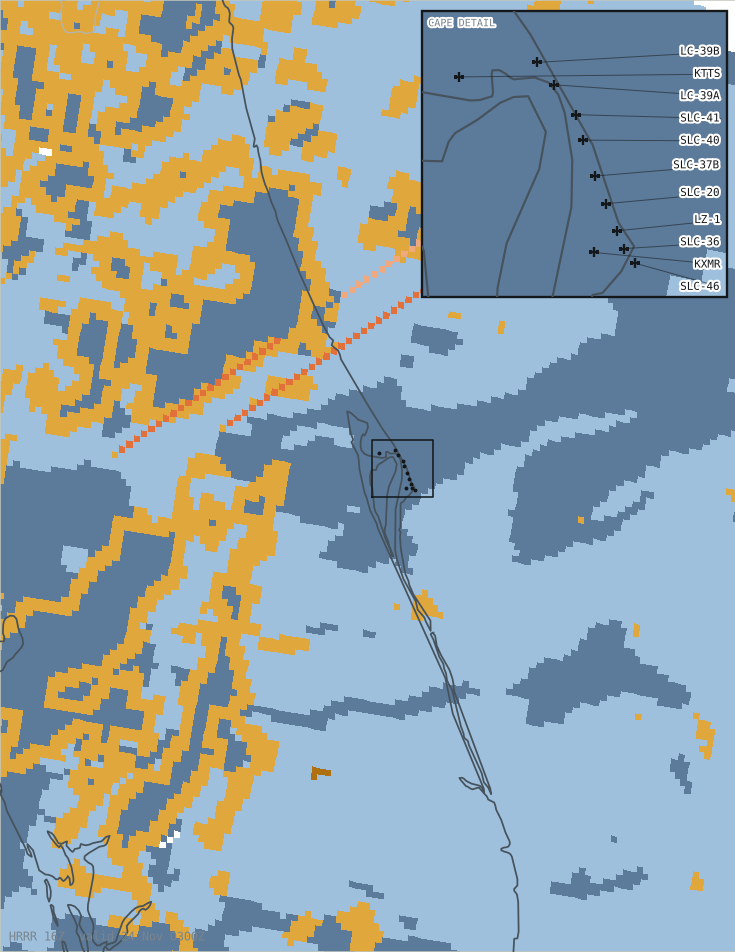 CAPE DETAIL
LC-39B
KTTS
LC-39A
SLC-41
SLC-40
SLC-37B
SLC-20
LZ-1
SLC-36
KXMR
SLC-46
HRRR
Nov